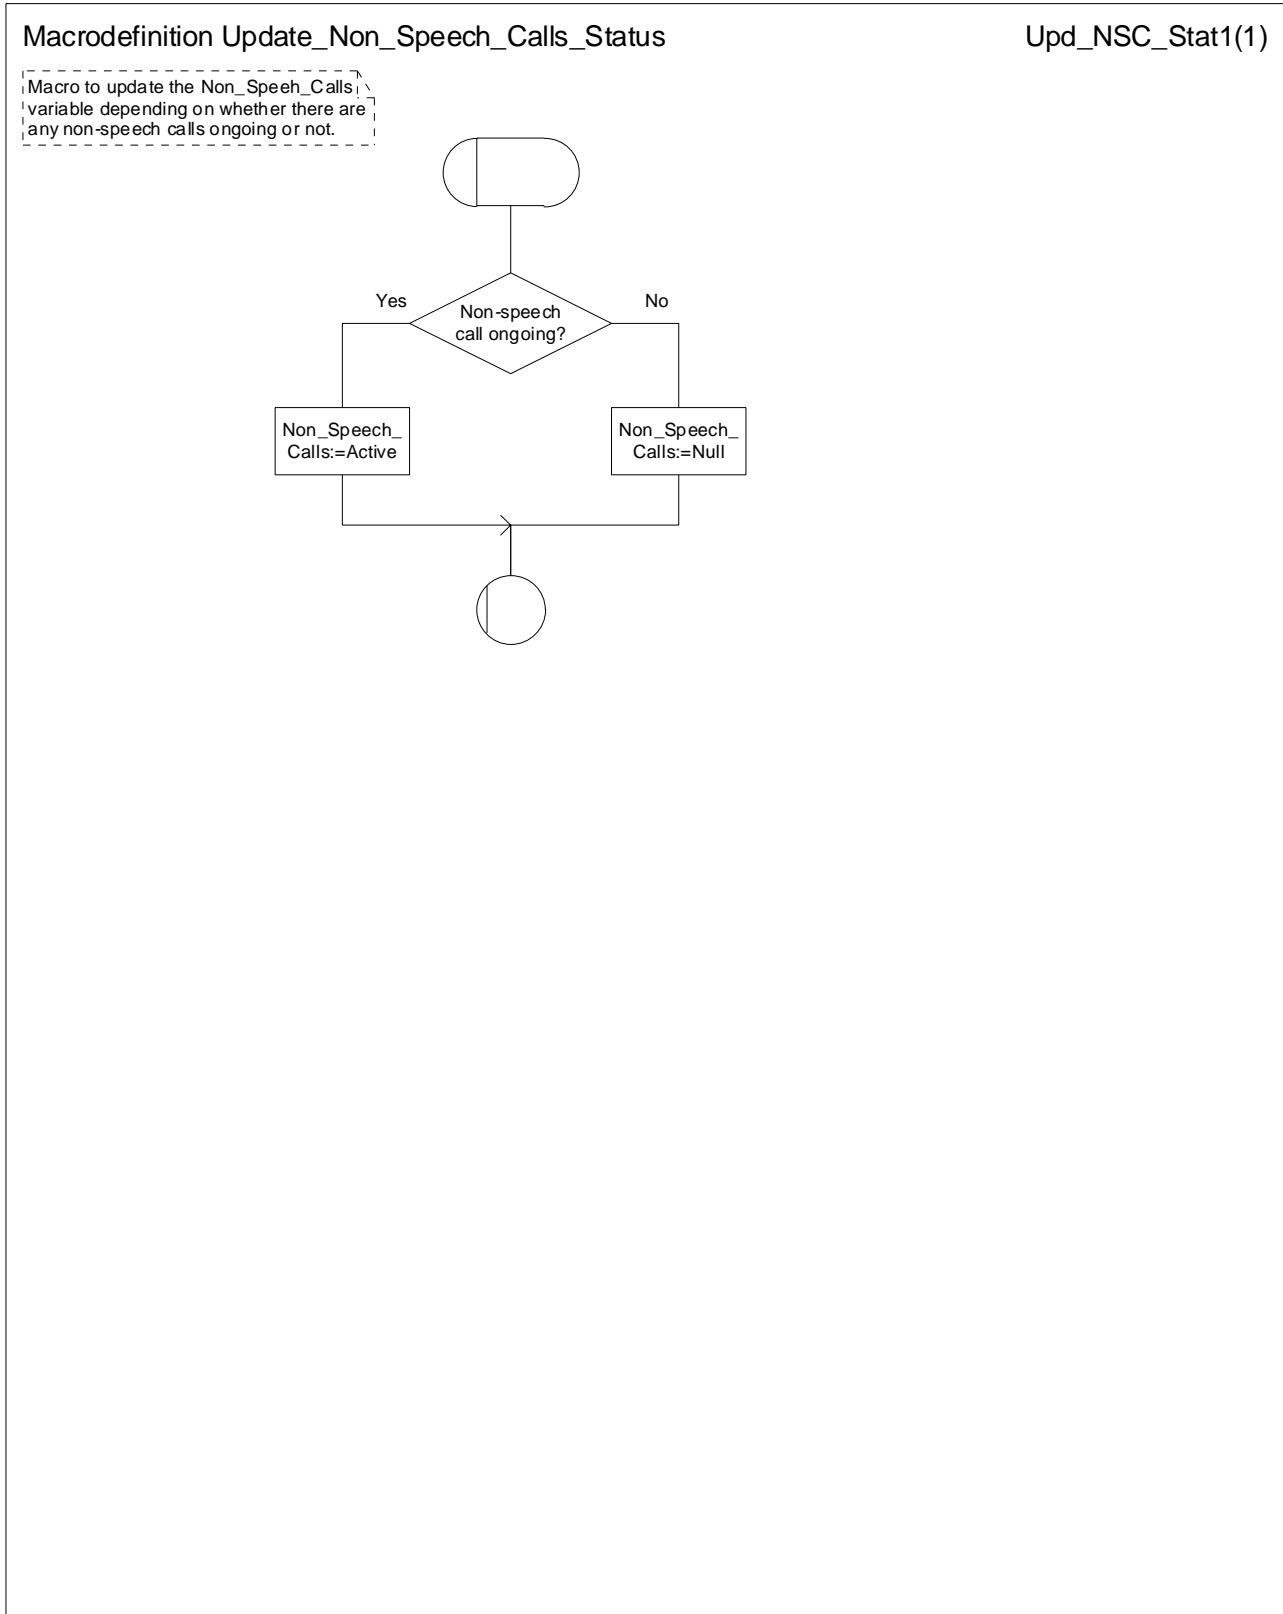 Macrodefinition Update_Non_Speech_Calls_Status
Upd_NSC_Stat1(1)
Macro to update the Non_Speeh_Calls
variable depending on whether there are
any non-speech calls ongoing or not.
Yes
No
Non-speech
call ongoing?
Non_Speech_
Calls:=Active
Non_Speech_
Calls:=Null